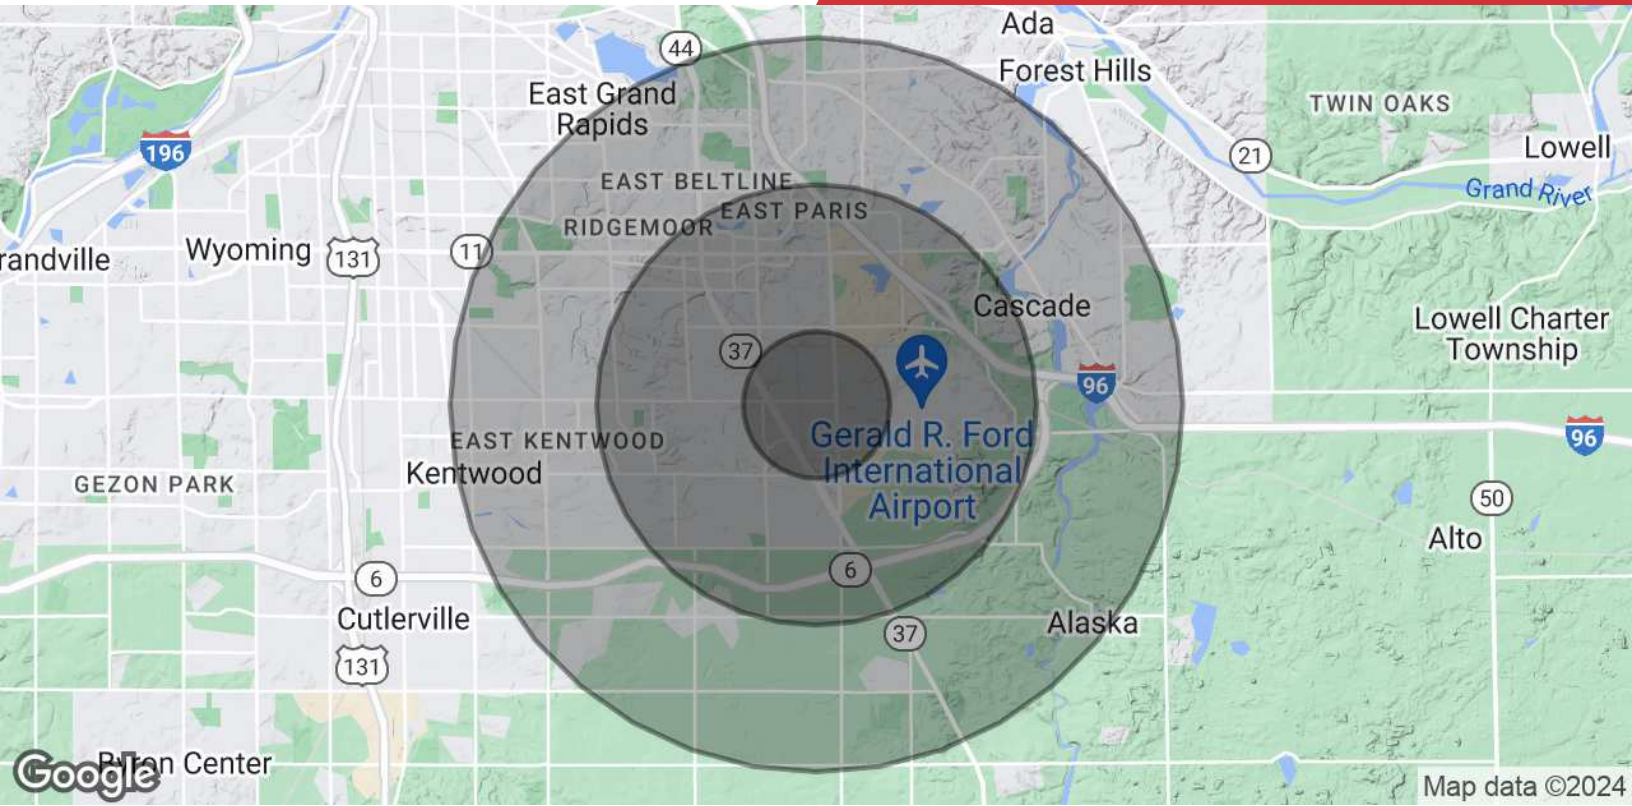 Ada
44
Forest Hills
East Grand
Rapids
TWIN OAKS
196
21
Lowell
EAST BELTLINE
Grand River
EAST PARIS
RIDGEMOOR
Wyoming
131
11
randville
Cascade
Lowell Charter
Township
37
96
Gerald R. Ford
International
Airport
96
EAST KENTWOOD
Kentwood
GEZON PARK
50
Alto
6
6
Cutlerville
Alaska
37
131
Byron Center
Google
Map data ©2024